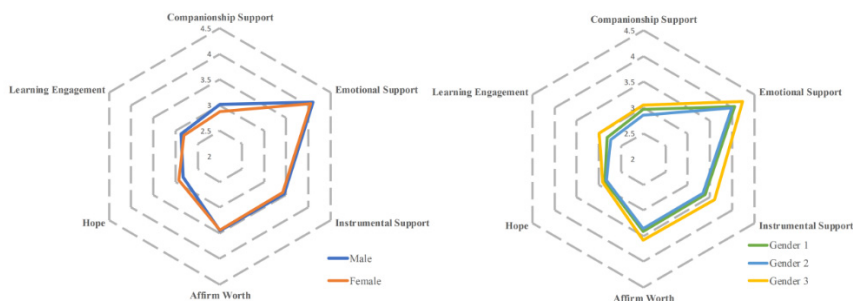 Companionship Support
4.5
4
3.5
3
2.5
2
Learning Engagement
Emotional Support
Hope
Instrumental Support
Affirm Worth
Male
Female
Companionship Support
4.5
4
3.5
3
2.5
2
Learning Engagement
Emotional Support
Hope
Instrumental Support
Affirm Worth
Gender 1
Gender 2
Gender 3